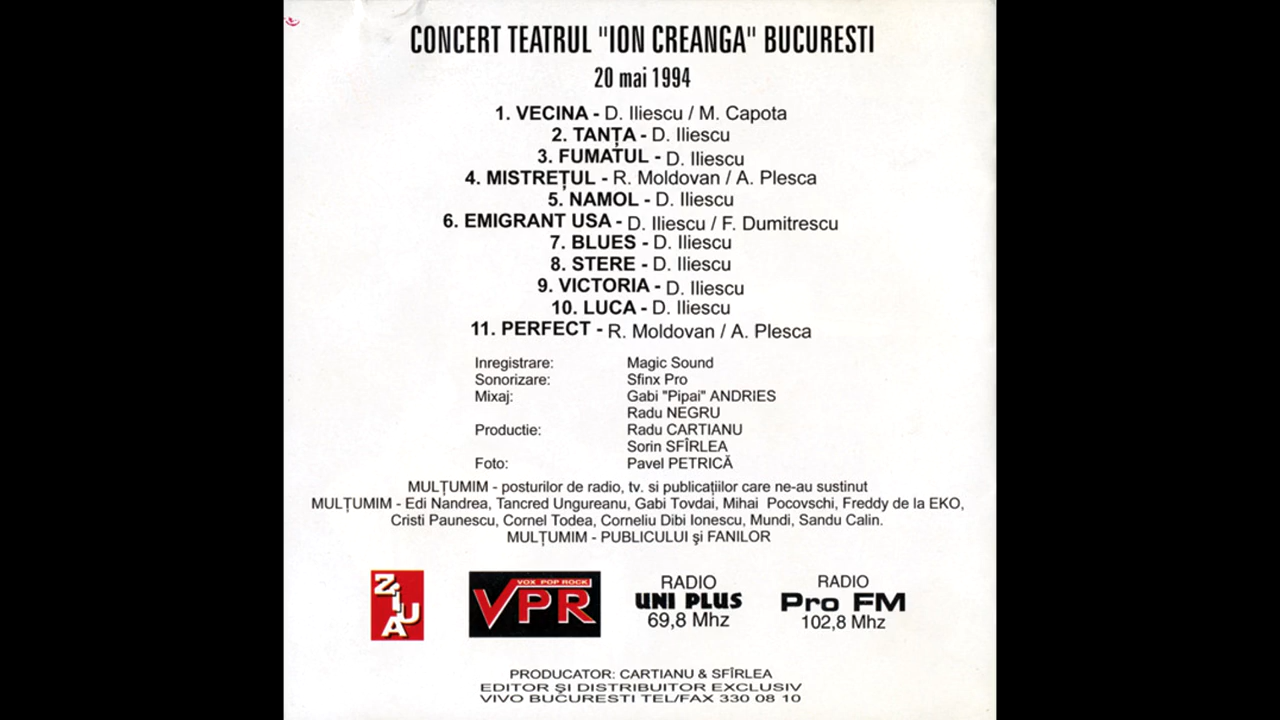 CONCERT TEATRUL "ION CREANGA" BUCURESTI
20 mai 1994
1. VECINA - D. Iliescu / M. Capota
2. TANȚA - D. Iliescu
3. FUMATUL - D. Iliescu
4. MISTREȚUL - R. Moldovan / A. Plesca
5. NAMOL - D. Iliescu
6. EMIGRANT USA - D. Iliescu / F. Dumitrescu
7. BLUES - D. Iliescu
8. STERE - D. Iliescu
9. VICTORIA - D. Iliescu
10. LUCA - D. Iliescu
11. PERFECT - R. Moldovan / A. Plesca
Inregistrare: Magic Sound
Sonorizare: Sfinx Pro
Mixaj: Gabi "Pipai" ANDRIES
Radu NEGRU
Productie: Radu CARTIANU
Sorin SFÎRLEA
Foto: Pavel PETRICĂ
MULȚUMIM - posturilor de radio, tv. si publicațiilor care ne-au sustinut
MULȚUMIM - Edi Nandrea, Tancred Ungureanu, Gabi Tovdai, Mihai Pocovschi, Freddy de la EKO,
Cristi Paunescu, Cornel Todea, Corneliu Dibi Ionescu, Mundi, Sandu Calin.
MULȚUMIM - PUBLICULUI şi FANILOR
ZIUA
VOX POP ROCK
VPR
RADIO
UNI PLUS
69,8 Mhz
RADIO
Pro FM
102,8 Mhz
PRODUCATOR: CARTIANU & SFÎRLEA
EDITOR ŞI DISTRIBUITOR EXCLUSIV
VIVO BUCURESTI TEL/FAX 330 08 10